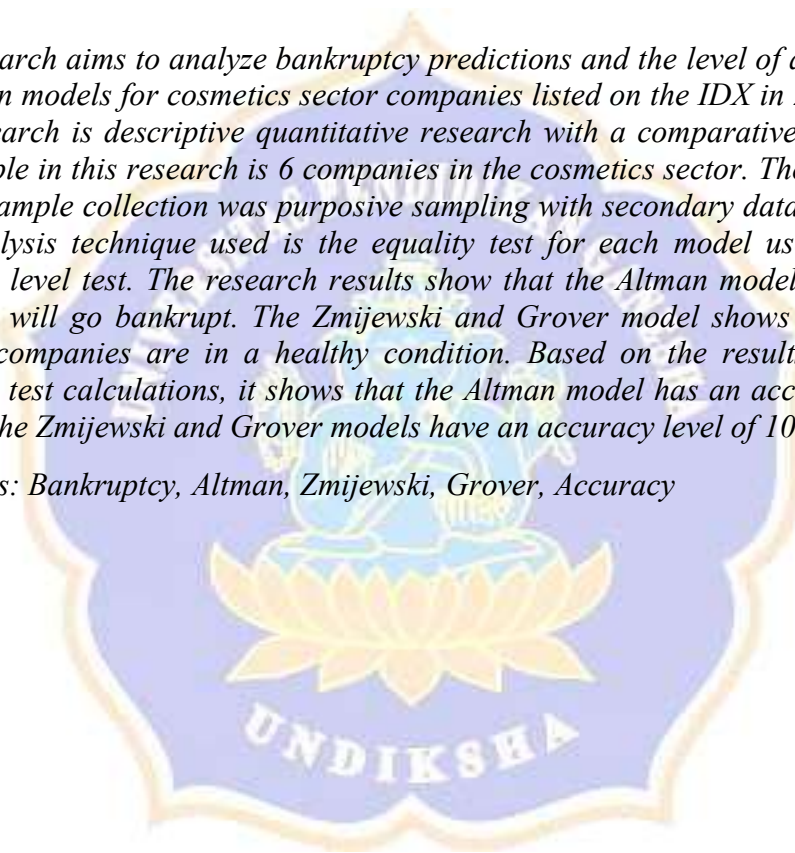 arch aims to analyze bankruptcy predictions and the level of
n models for cosmetics sector companies listed on the IDX in
earch is descriptive quantitative research with a comparative
ple in this research is 6 companies in the cosmetics sector. The
ample collection was purposive sampling with secondary data
lysis technique used is the equality test for each model us
level test. The research results show that the Altman model
will go bankrupt. The Zmijewski and Grover model shows
companies are in a healthy condition. Based on the result
test calculations, it shows that the Altman model has an acc
he Zmijewski and Grover models have an accuracy level of 10
s: Bankruptcy, Altman, Zmijewski, Grover, Accuracy
UNDIKSHA